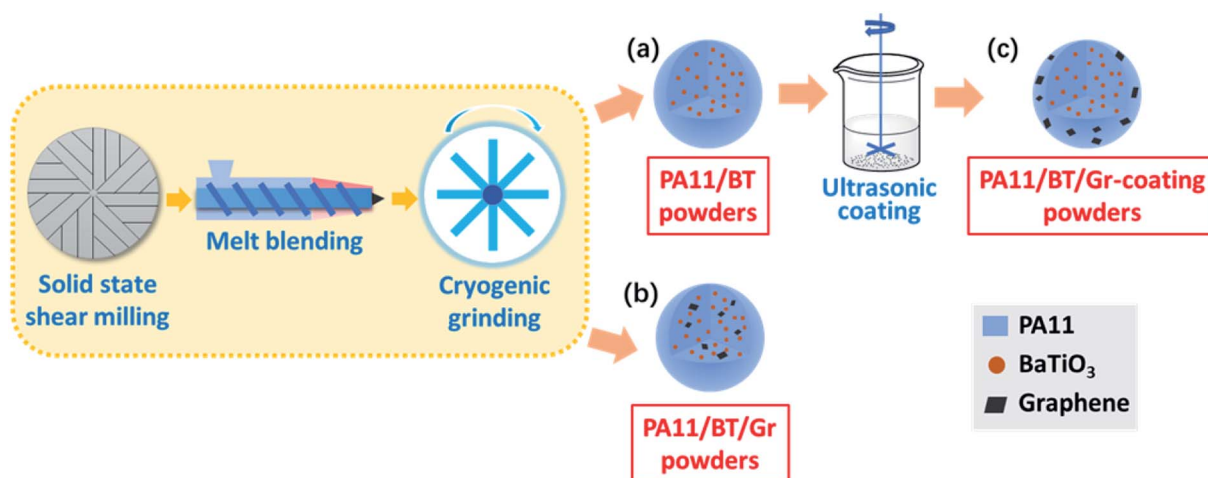 Solid state
shear milling
Melt blending
Cryogenic
grinding
(a)
PA11/BT
powders
Ultrasonic
coating
(c)
PA11/BT/Gr-coating
powders
(b)
PA11/BT/Gr
powders
PA11
BaTiO₃
Graphene